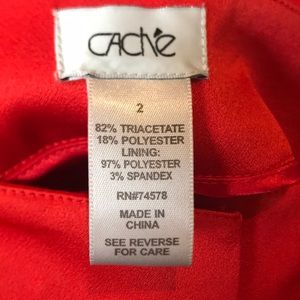 CACHÉ
2
82% TRIACETATE
18% POLYESTER
LINING:
97% POLYESTER
3% SPANDEX
RN#74578
MADE IN
CHINA
SEE REVERSE
FOR CARE